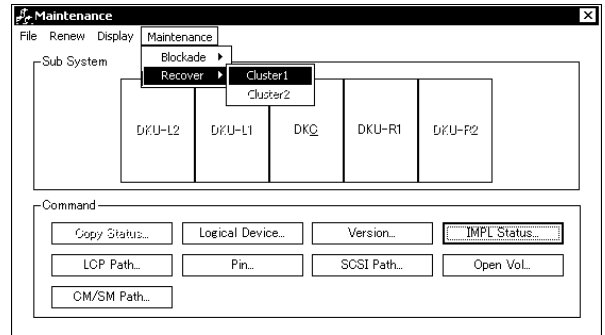 Maintenance
File Renew Display Maintenance
Blockade
Recover
Cluster1
Cluster2
Sub System
DKU-L2 DKU-L1 DKC DKU-R1 DKU-R2
Command
Copy Status... Logical Device... Version... IMPL Status...
LCP Path... Pin... SCSI Path... Open Vol...
CM/SM Path...